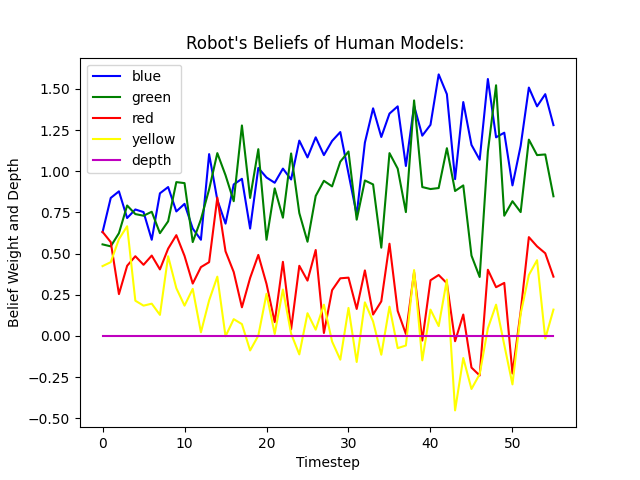 Robot's Beliefs of Human Models:
blue
green
red
yellow
depth
Belief Weight and Depth
1.50
1.25
1.00
0.75
0.50
0.25
0.00
−0.25
−0.50
0 10 20 30 40 50
Timestep